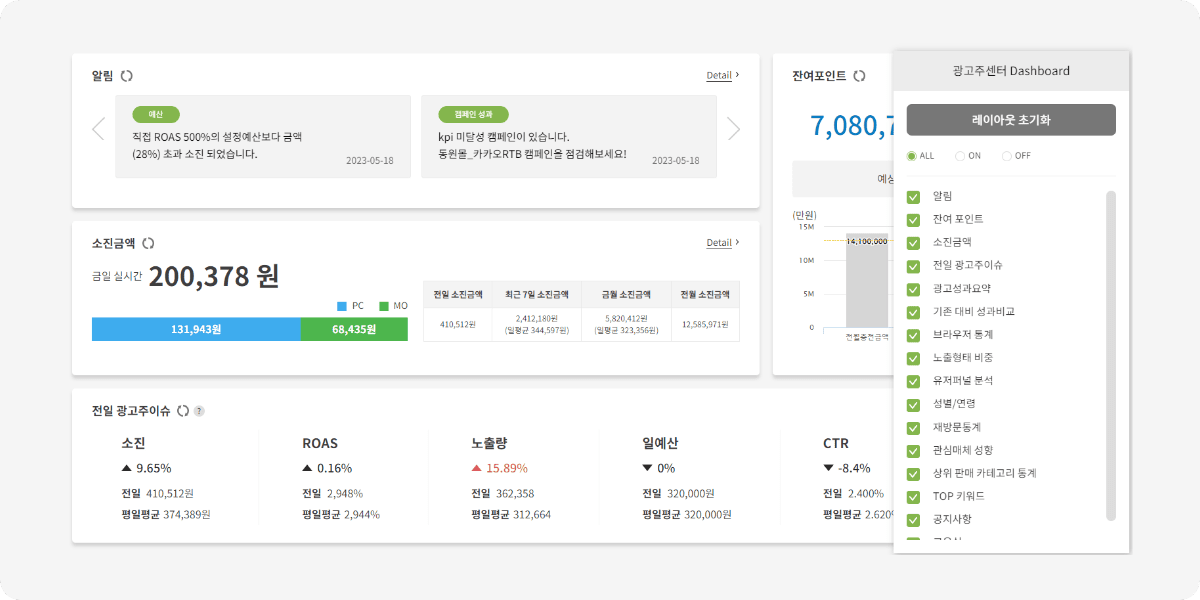 알림
Detail ›
예산
직접 ROAS 500%의 설정예산보다 금액
(28%) 초과 소진 되었습니다.
2023-05-18
캠페인 성과
kpi 미달성 캠페인이 있습니다.
동원몰_카카오RTB 캠페인을 점검해보세요!
2023-05-18
잔여포인트
7,080,7
예상
(만원)
15M
10M
5M
0
14,100,000
전월충전금액
소진금액
Detail ›
금일 실시간 200,378 원
PC MO
131,943원 68,435원
전일 소진금액 최근 7일 소진금액 금월 소진금액 전월 소진금액
410,512원 2,412,180원 5,820,412원 12,585,971원
(일평균 344,597원) (일평균 323,356원)
전일 광고주이슈 ?
소진
9.65%
전일 410,512원
평일평균 374,389원
ROAS
0.16%
전일 2,948%
평일평균 2,944%
노출량
15.89%
전일 362,358
평일평균 312,664
일예산
0%
전일 320,000원
평일평균 320,000원
CTR
-8.4%
전일 2.400%
평일평균 2.620%
광고주센터 Dashboard
레이아웃 초기화
ALL ON OFF
알림
잔여 포인트
소진금액
전일 광고주이슈
광고성과요약
기존 대비 성과비교
브라우저 통계
노출형태 비중
유저퍼널 분석
성별/연령
재방문통계
관심매체 성향
상위 판매 카테고리 통계
TOP 키워드
공지사항